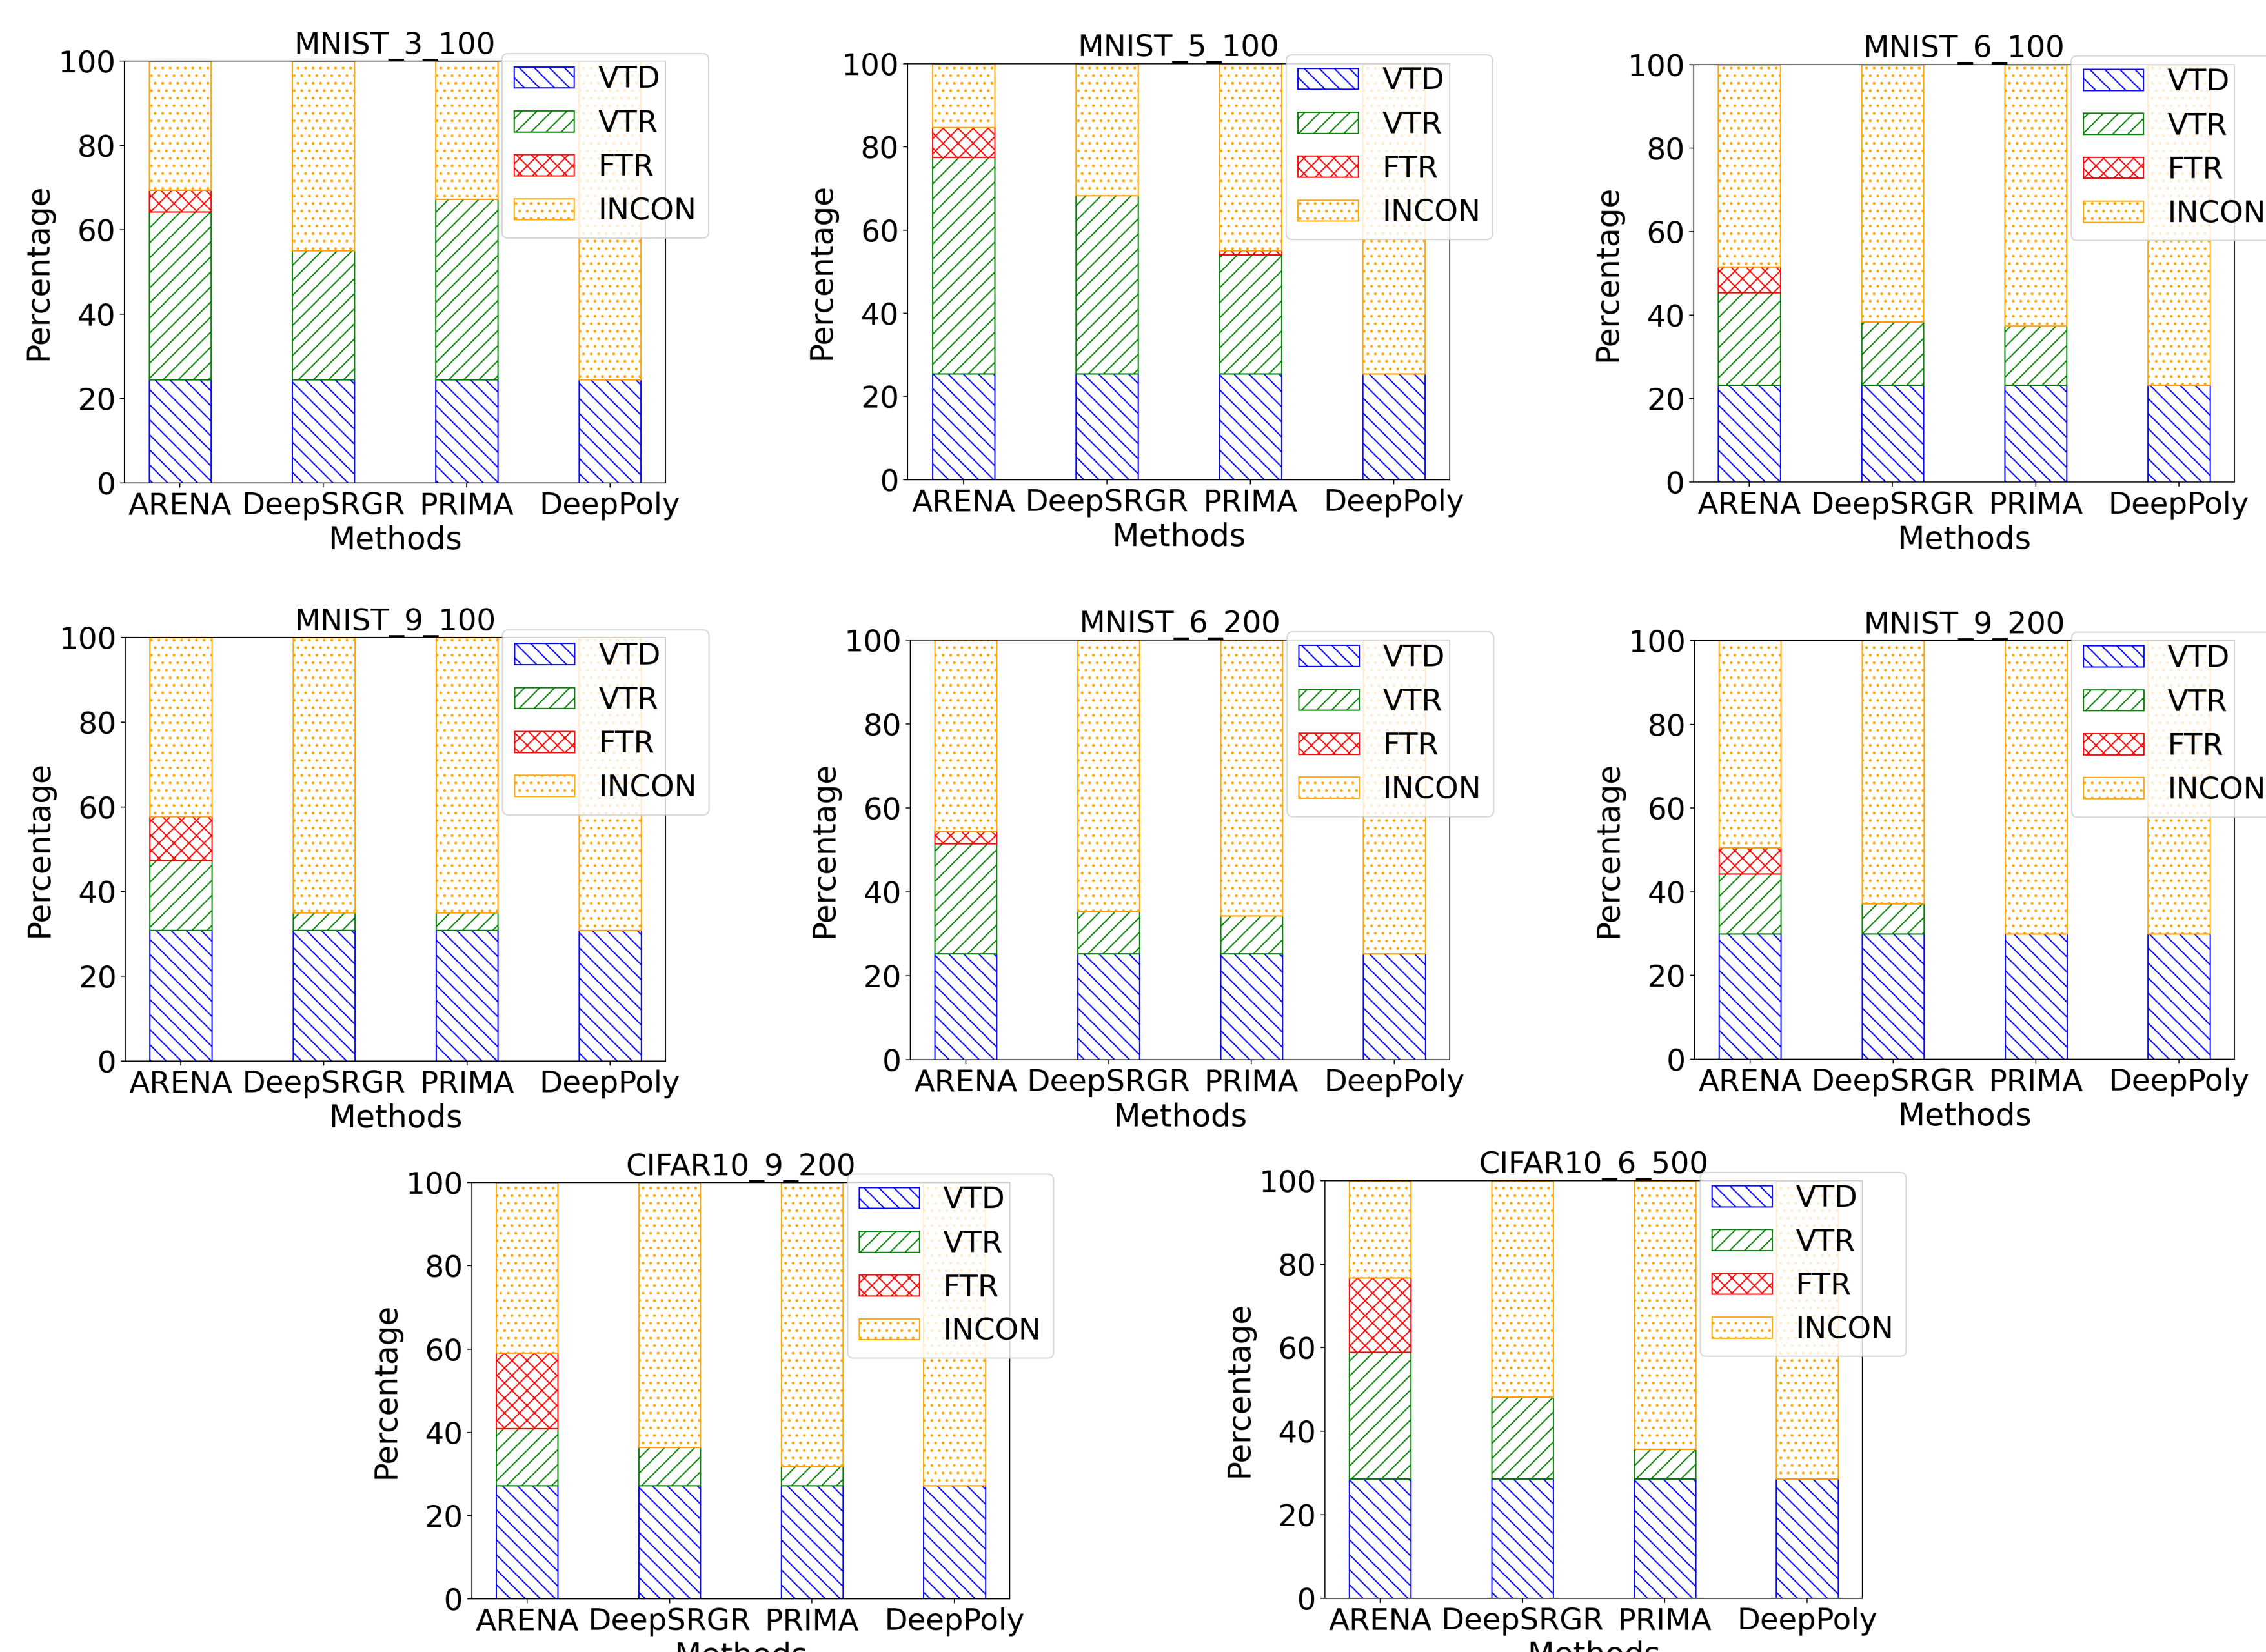 MNIST_3_100
100
80
60
40
20
0
Percentage
VTD
VTR
FTR
INCON
ARENA DeepSRGR PRIMA DeepPoly
Methods
MNIST_5_100
100
80
60
40
20
0
Percentage
VTD
VTR
FTR
INCON
ARENA DeepSRGR PRIMA DeepPoly
Methods
MNIST_6_100
100
80
60
40
20
0
Percentage
VTD
VTR
FTR
INCON
ARENA DeepSRGR PRIMA DeepPoly
Methods
MNIST_9_100
100
80
60
40
20
0
Percentage
VTD
VTR
FTR
INCON
ARENA DeepSRGR PRIMA DeepPoly
Methods
MNIST_6_200
100
80
60
40
20
0
Percentage
VTD
VTR
FTR
INCON
ARENA DeepSRGR PRIMA DeepPoly
Methods
MNIST_9_200
100
80
60
40
20
0
Percentage
VTD
VTR
FTR
INCON
ARENA DeepSRGR PRIMA DeepPoly
Methods
CIFAR10_9_200
100
80
60
40
20
0
Percentage
VTD
VTR
FTR
INCON
ARENA DeepSRGR PRIMA DeepPoly
Methods
CIFAR10_6_500
100
80
60
40
20
0
Percentage
VTD
VTR
FTR
INCON
ARENA DeepSRGR PRIMA DeepPoly
Methods